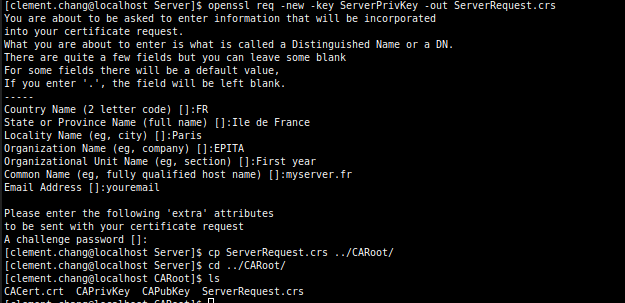 [clement.chang@localhost Server]$ openssl req -new -key ServerPrivKey -out ServerRequest.crs
You are about to be asked to enter information that will be incorporated
into your certificate request.
What you are about to enter is what is called a Distinguished Name or a DN.
There are quite a few fields but you can leave some blank
For some fields there will be a default value,
If you enter '.', the field will be left blank.
-----
Country Name (2 letter code) []:FR
State or Province Name (full name) []:Ile de France
Locality Name (eg, city) []:Paris
Organization Name (eg, company) []:EPITA
Organizational Unit Name (eg, section) []:First year
Common Name (eg, fully qualified host name) []:myserver.fr
Email Address []:youremail

Please enter the following 'extra' attributes
to be sent with your certificate request
A challenge password []:
[clement.chang@localhost Server]$ cp ServerRequest.crs ../CARoot/
[clement.chang@localhost Server]$ cd ../CARoot/
[clement.chang@localhost CARoot]$ ls
CACert.crt  CAPrivKey  CAPubKey  ServerRequest.crs
[clement.chang@localhost CARoot]$